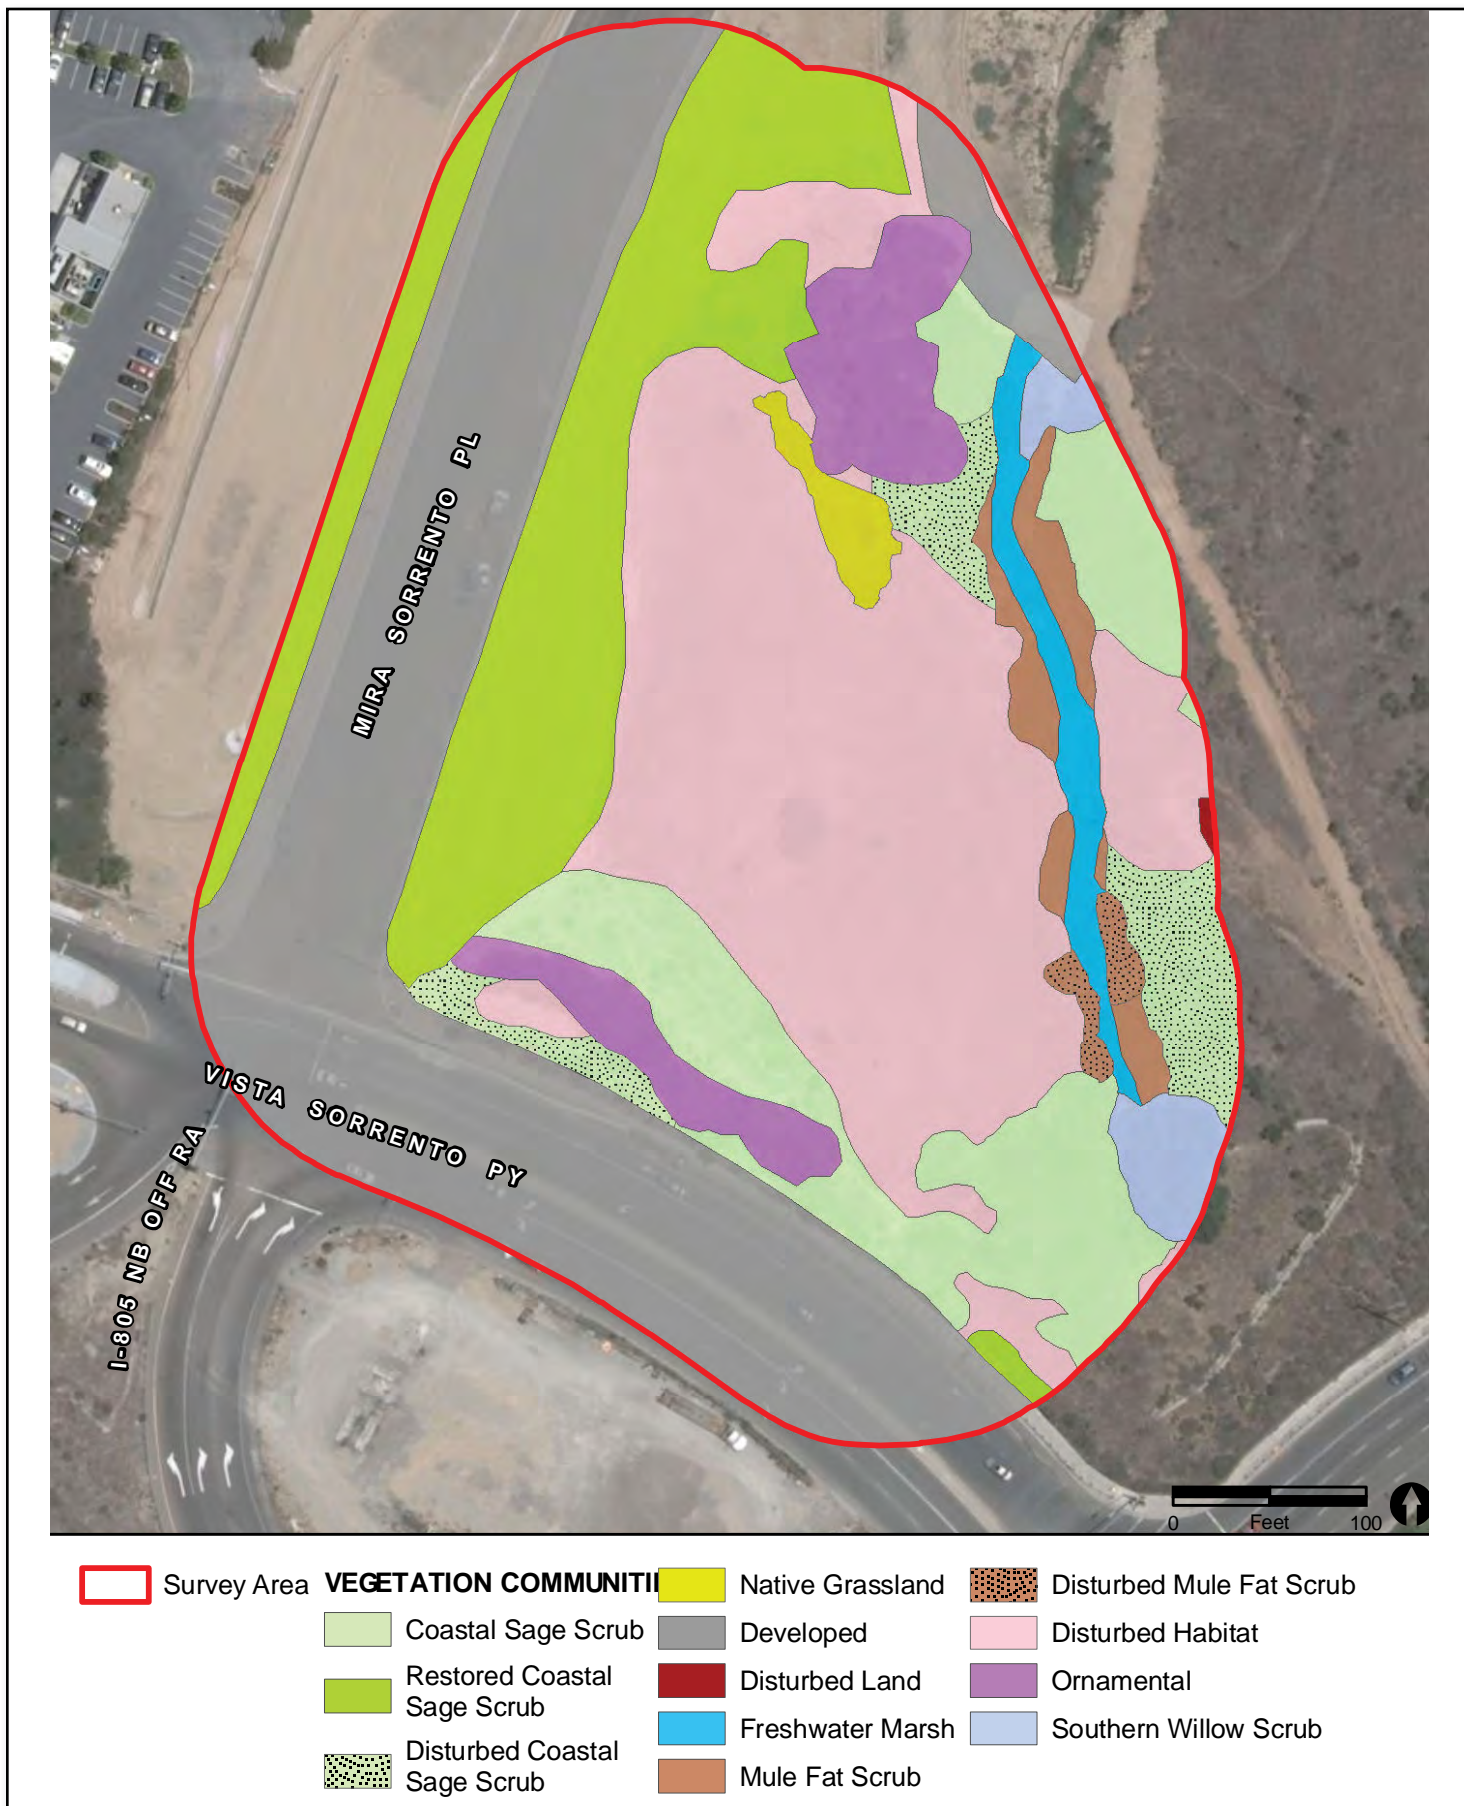 MIRA SORRENTO PL
VISTA SORRENTO PY
I-805 NB OFF RA
0 Feet 100
Survey Area
VEGETATION COMMUNITI
Coastal Sage Scrub
Restored Coastal
Sage Scrub
Disturbed Coastal
Sage Scrub
Native Grassland
Developed
Disturbed Land
Freshwater Marsh
Mule Fat Scrub
Disturbed Mule Fat Scrub
Disturbed Habitat
Ornamental
Southern Willow Scrub